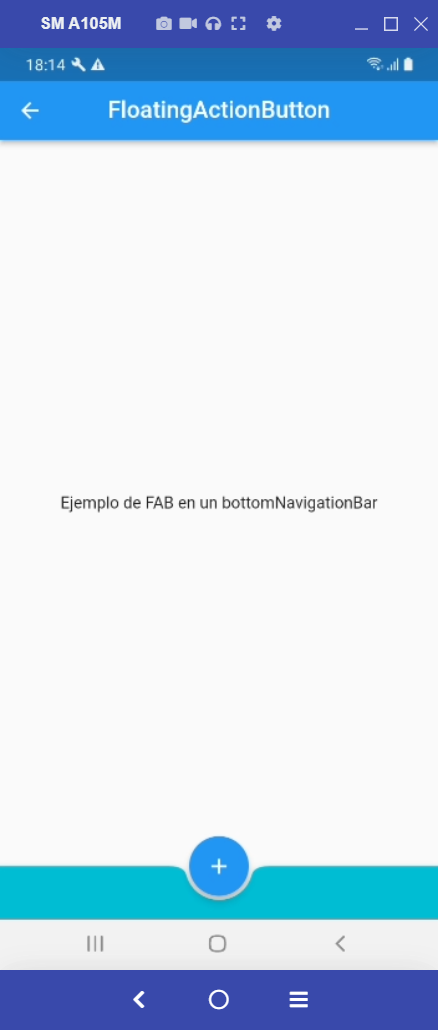 SM A105M
18:14
FloatingActionButton
Ejemplo de FAB en un bottomNavigationBar